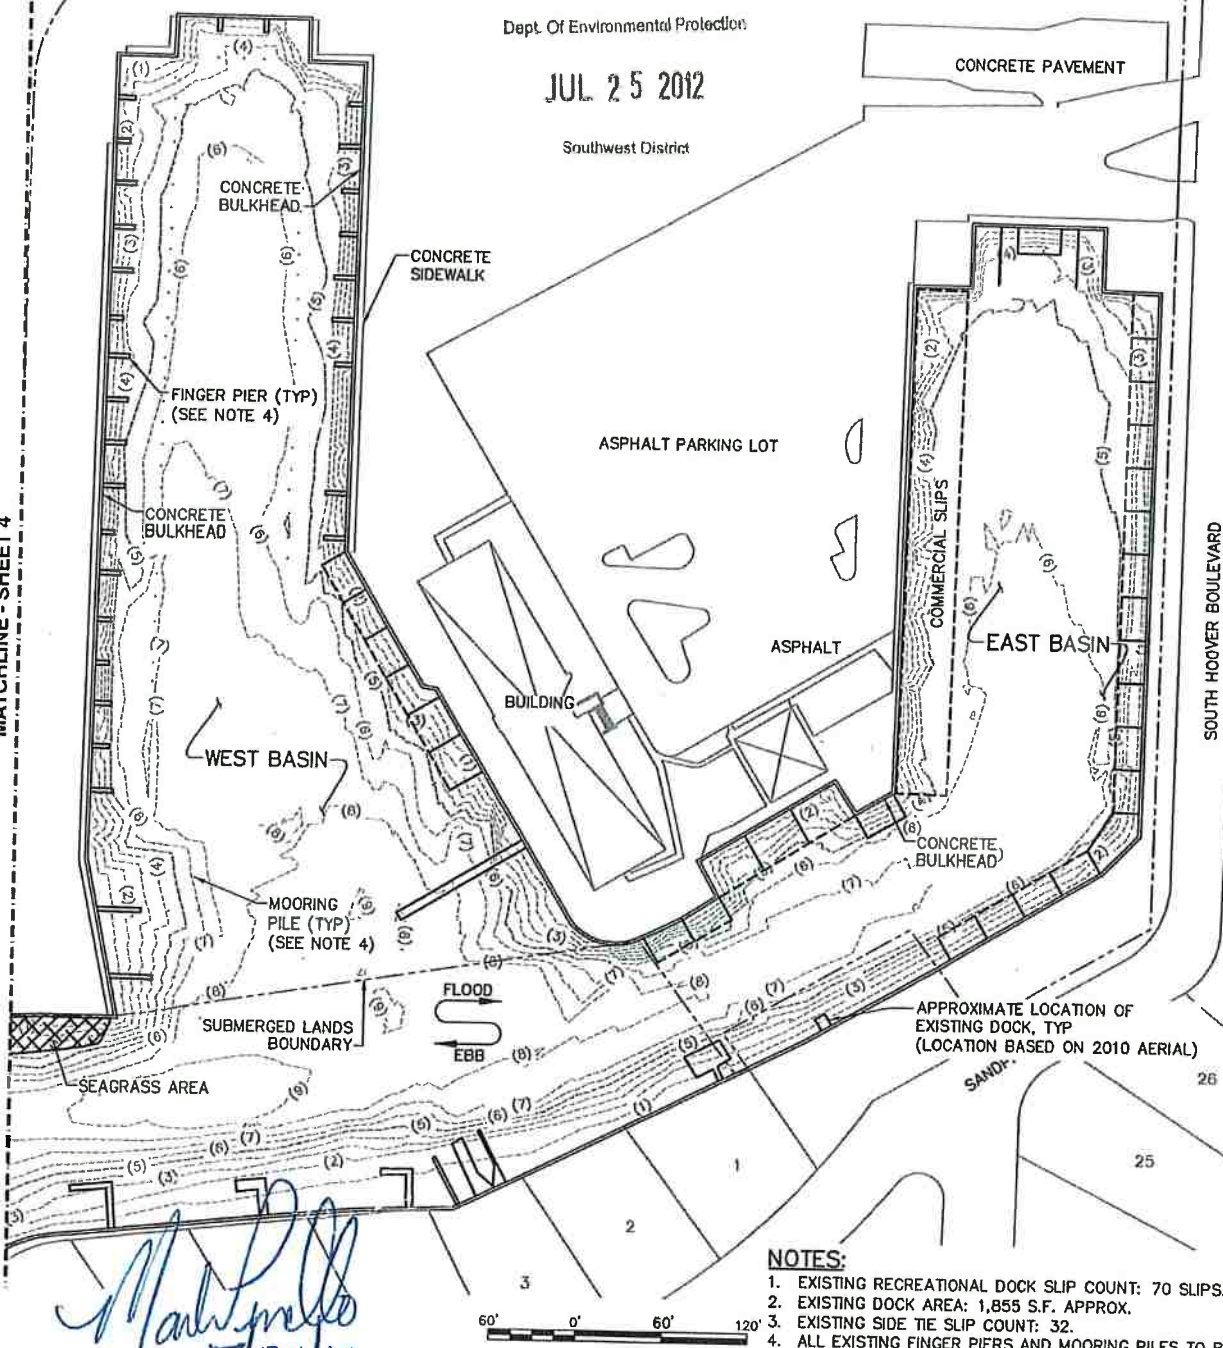 Dept. Of Environmental Protection
JUL 25 2012
Southwest District
CONCRETE PAVEMENT
CONCRETE
BULKHEAD
CONCRETE
SIDEWALK
FINGER PIER (TYP)
(SEE NOTE 4)
ASPHALT PARKING LOT
CONCRETE
BULKHEAD
COMMERCIAL SLIPS
MATCHLINE - SHEET 4
SOUTH HOOVER BOULEVARD
EAST BASIN
ASPHALT
BUILDING
WEST BASIN
CONCRETE
BULKHEAD
MOORING
PILE (TYP)
(SEE NOTE 4)
FLOOD
EBB
SUBMERGED LANDS
BOUNDARY
APPROXIMATE LOCATION OF
EXISTING DOCK, TYP
(LOCATION BASED ON 2010 AERIAL)
SEAGRASS AREA
26
25
1
2
3
60' 0' 60' 120'
NOTES:
1. EXISTING RECREATIONAL DOCK SLIP COUNT: 70 SLIPS.
2. EXISTING DOCK AREA: 1,855 S.F. APPROX.
3. EXISTING SIDE TIE SLIP COUNT: 32.
4. ALL EXISTING FINGER PIERS AND MOORING PILES TO